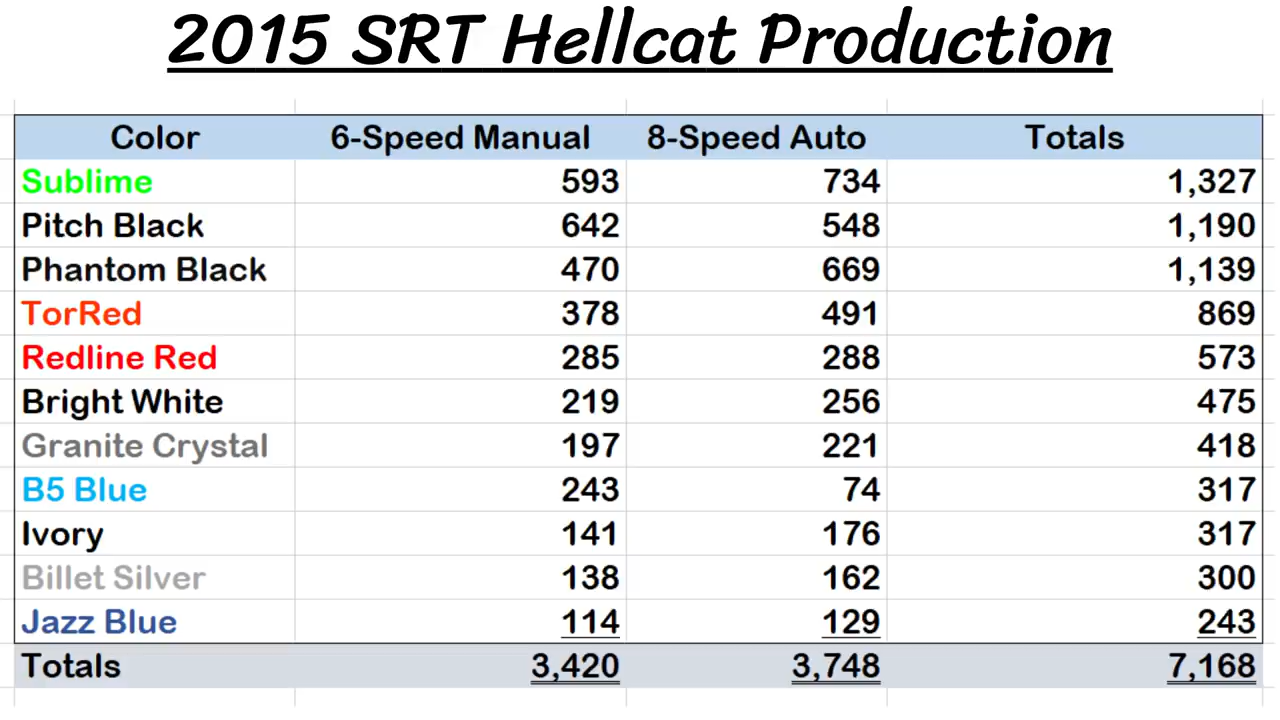 2015 SRT Hellcat Production
Color 6-Speed Manual 8-Speed Auto Totals
Sublime 593 734 1,327
Pitch Black 642 548 1,190
Phantom Black 470 669 1,139
TorRed 378 491 869
Redline Red 285 288 573
Bright White 219 256 475
Granite Crystal 197 221 418
B5 Blue 243 74 317
Ivory 141 176 317
Billet Silver 138 162 300
Jazz Blue 114 129 243
Totals 3,420 3,748 7,168